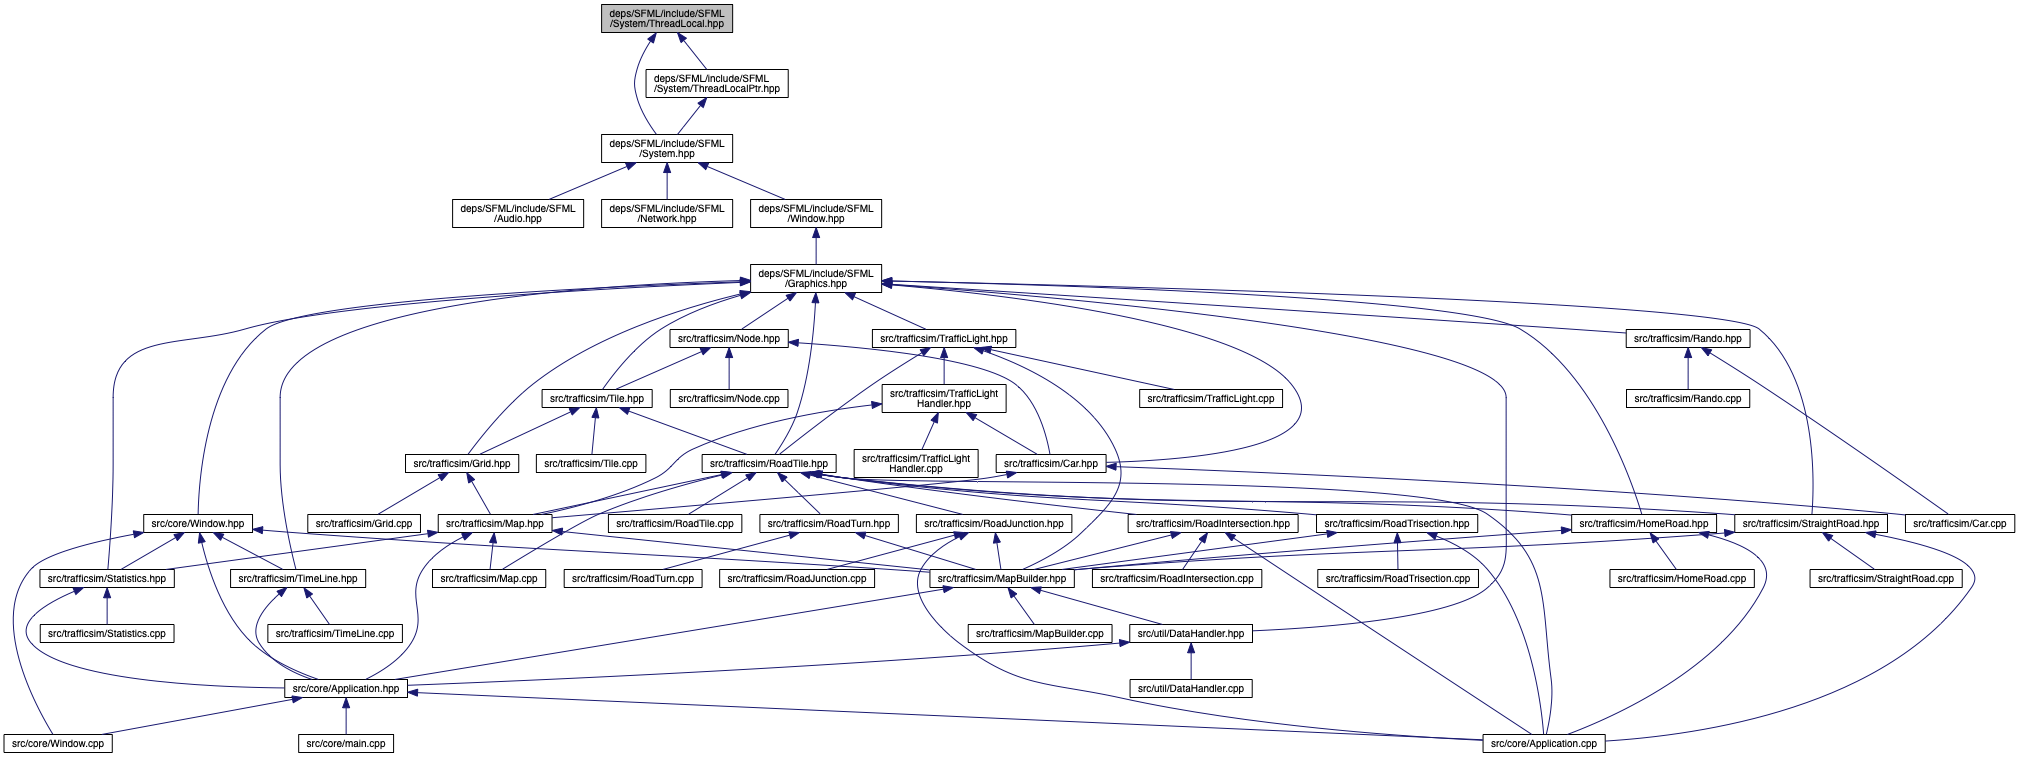 deps/SFML/include/SFML
/System/ThreadLocal.hpp
deps/SFML/include/SFML
/System/ThreadLocalPtr.hpp
deps/SFML/include/SFML
/System.hpp
deps/SFML/include/SFML
/Audio.hpp
deps/SFML/include/SFML
/Network.hpp
deps/SFML/include/SFML
/Window.hpp
deps/SFML/include/SFML
/Graphics.hpp
src/trafficsim/Node.hpp
src/trafficsim/TrafficLight.hpp
src/trafficsim/Rando.hpp
src/trafficsim/Tile.hpp
src/trafficsim/Node.cpp
src/trafficsim/TrafficLight
Handler.hpp
src/trafficsim/TrafficLight.cpp
src/trafficsim/Rando.cpp
src/trafficsim/Grid.hpp
src/trafficsim/Tile.cpp
src/trafficsim/RoadTile.hpp
src/trafficsim/TrafficLight
Handler.cpp
src/trafficsim/Car.hpp
src/core/Window.hpp
src/trafficsim/Grid.cpp
src/trafficsim/Map.hpp
src/trafficsim/RoadTile.cpp
src/trafficsim/RoadTurn.hpp
src/trafficsim/RoadJunction.hpp
src/trafficsim/RoadIntersection.hpp
src/trafficsim/RoadTrisection.hpp
src/trafficsim/HomeRoad.hpp
src/trafficsim/StraightRoad.hpp
src/trafficsim/Car.cpp
src/trafficsim/Statistics.hpp
src/trafficsim/TimeLine.hpp
src/trafficsim/Map.cpp
src/trafficsim/RoadTurn.cpp
src/trafficsim/RoadJunction.cpp
src/trafficsim/MapBuilder.hpp
src/trafficsim/RoadIntersection.cpp
src/trafficsim/RoadTrisection.cpp
src/trafficsim/HomeRoad.cpp
src/trafficsim/StraightRoad.cpp
src/trafficsim/Statistics.cpp
src/trafficsim/TimeLine.cpp
src/trafficsim/MapBuilder.cpp
src/util/DataHandler.hpp
src/core/Application.hpp
src/util/DataHandler.cpp
src/core/Window.cpp
src/core/main.cpp
src/core/Application.cpp